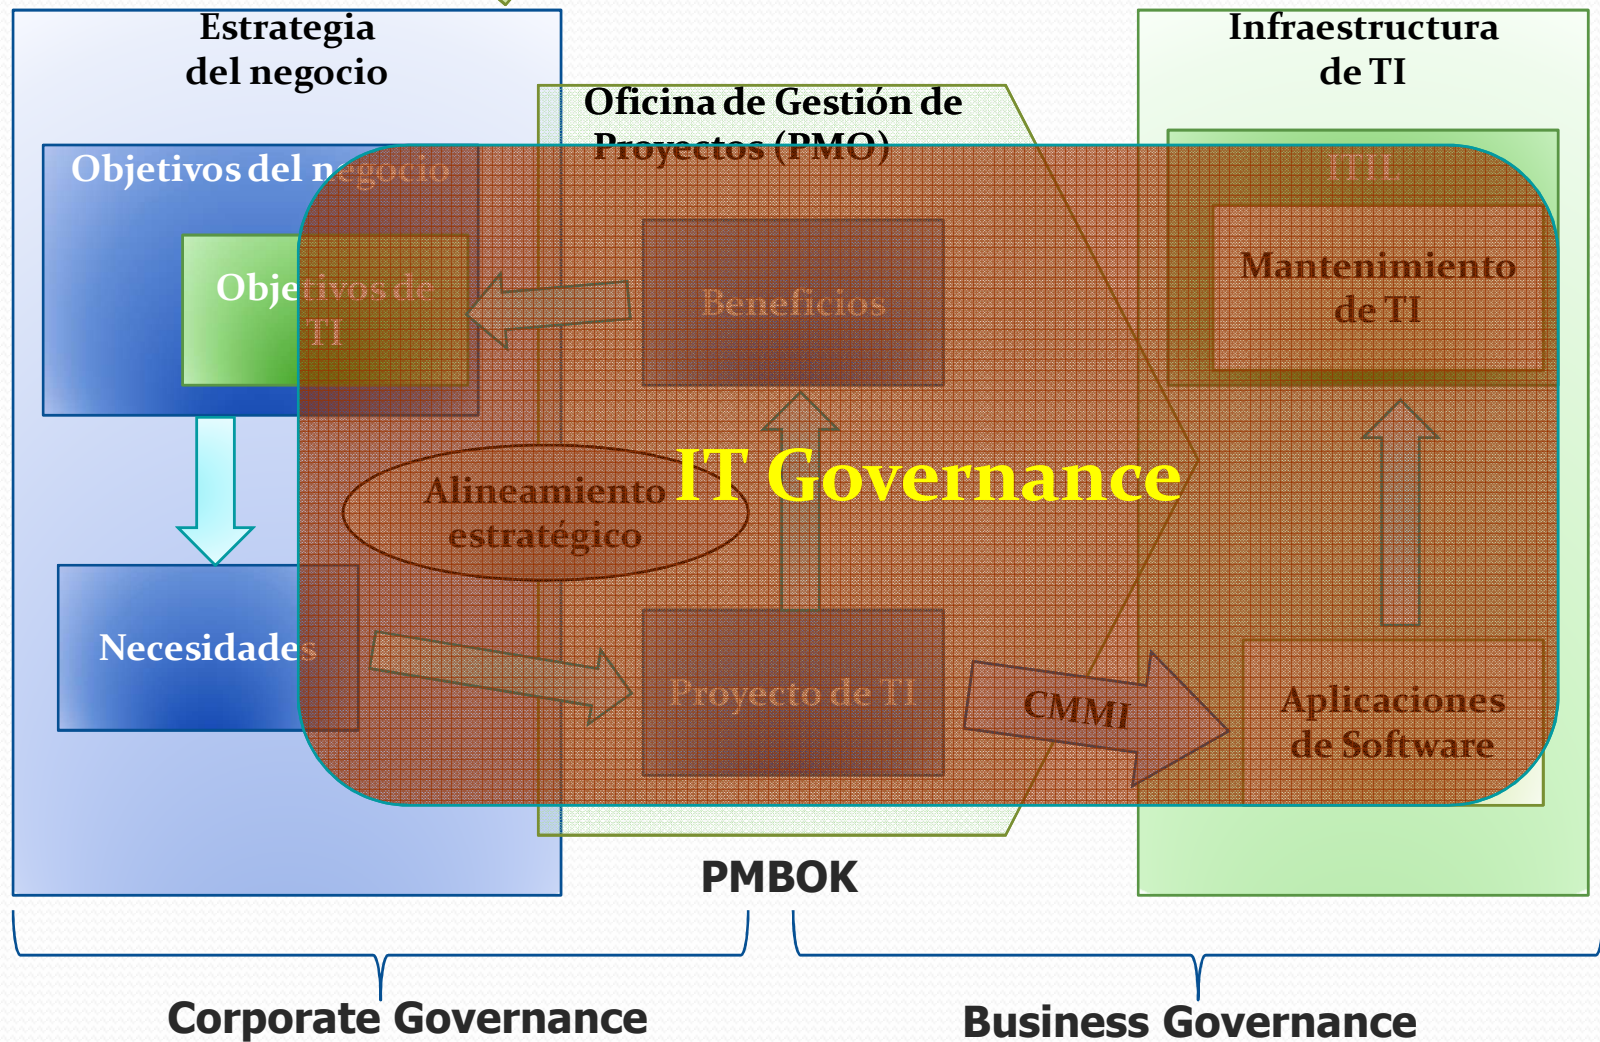 Estrategia
del negocio
Infraestructura
de TI
Oficina de Gestión de
Proyectos (PMO)
Objetivos del negocio
ITIL
Objetivos de
TI
Beneficios
Mantenimiento
de TI
IT Governance
Alineamiento
estratégico
Necesidades
Proyecto de TI
CMMI
Aplicaciones
de Software
PMBOK
Corporate Governance
Business Governance